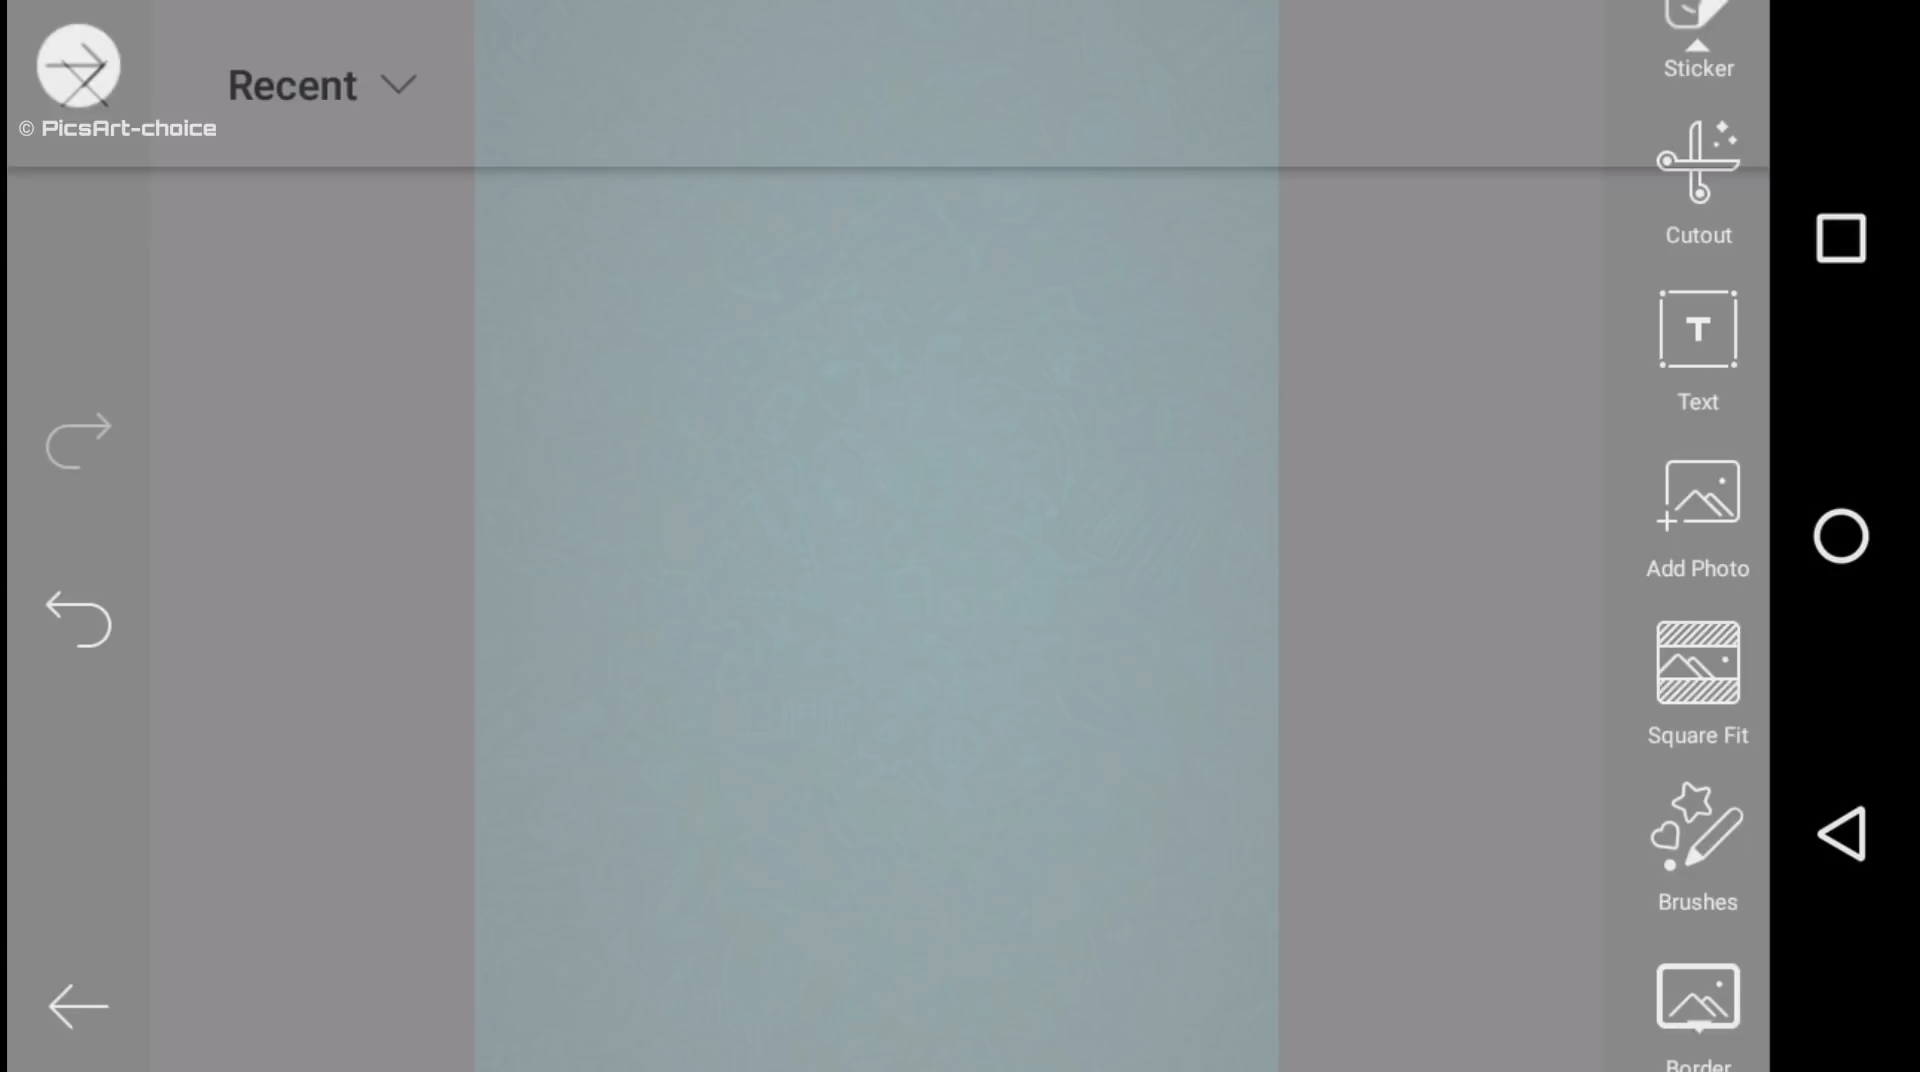 Recent
© PicsArt-choice
Sticker
Cutout
T
Text
Add Photo
Square Fit
Brushes
Border